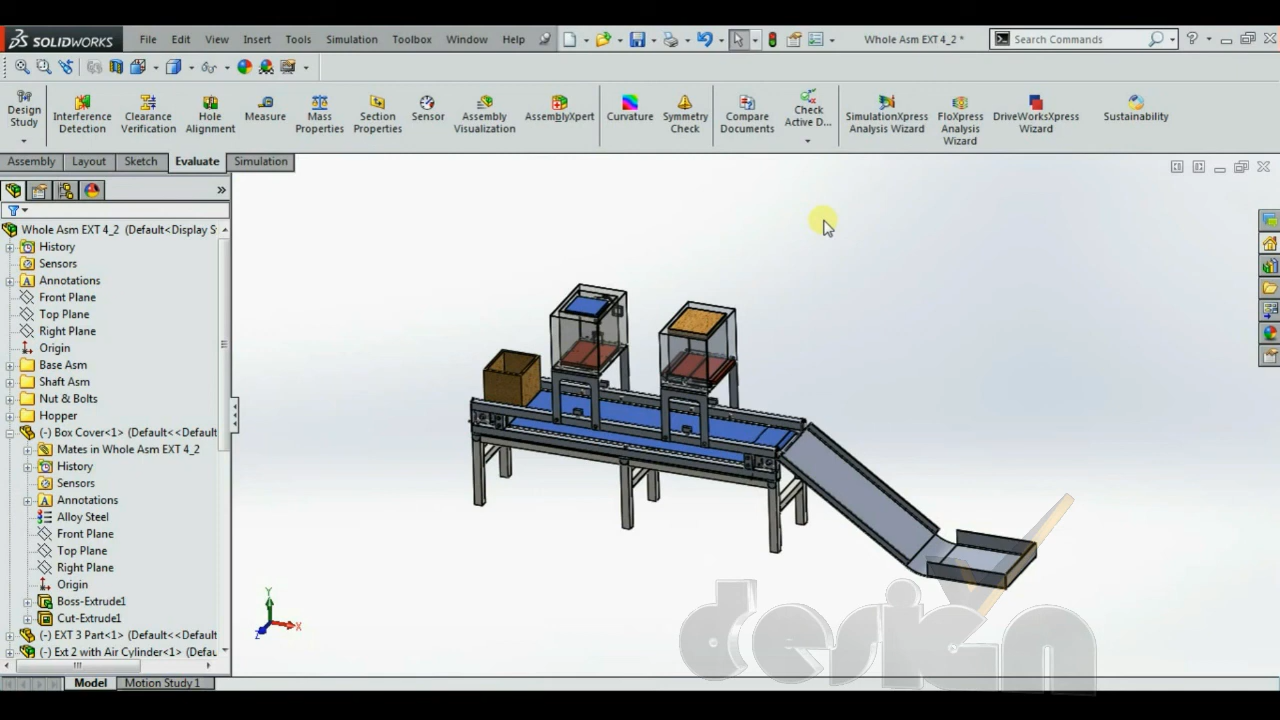 SOLIDWORKS File Edit View Insert Tools Simulation Toolbox Window Help Whole Asm EXT 4_2 * Search Commands
Design Study
Interference Detection
Clearance Verification
Hole Alignment
Measure
Mass Properties
Section Properties
Sensor
Assembly Visualization
AssemblyXpert
Curvature
Symmetry Check
Compare Documents
Check Active D...
SimulationXpress Analysis Wizard
FloXpress Analysis Wizard
DriveWorksXpress Wizard
Sustainability
Assembly Layout Sketch Evaluate Simulation
Whole Asm EXT 4_2 (Default<Display S
History
Sensors
Annotations
Front Plane
Top Plane
Right Plane
Origin
Base Asm
Shaft Asm
Nut & Bolts
Hopper
(-) Box Cover<1> (Default<<Default
Mates in Whole Asm EXT 4_2
History
Sensors
Annotations
Alloy Steel
Front Plane
Top Plane
Right Plane
Origin
Boss-Extrude1
Cut-Extrude1
(-) EXT 3 Part<1> (Default<<Default
(-) Ext 2 with Air Cylinder<1> (Defau
Y
X
Z
design
Model Motion Study 1